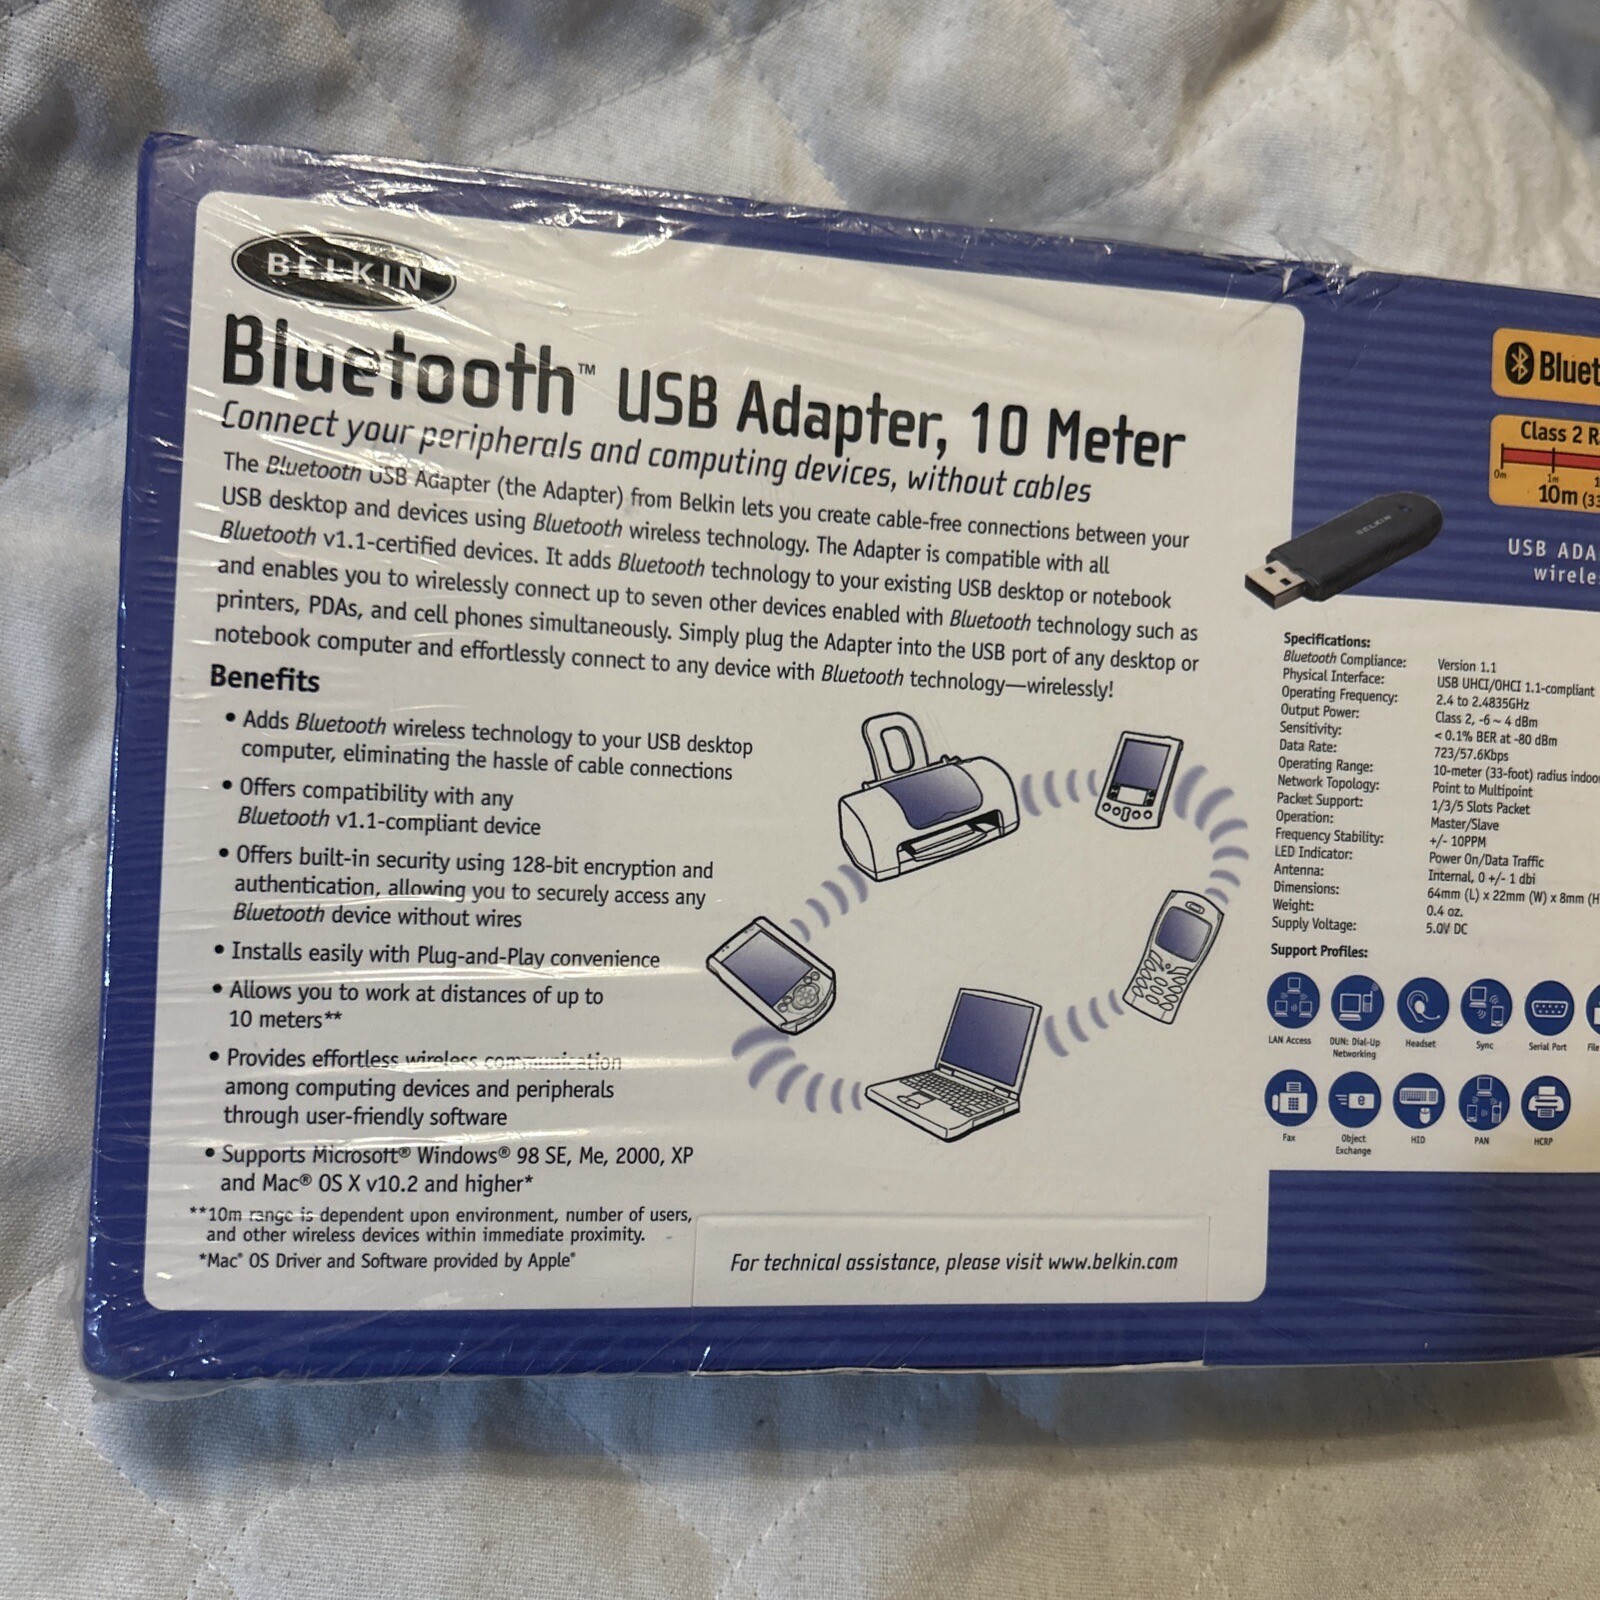 BELKIN
Bluetooth™ USB Adapter, 10 Meter
Connect your peripherals and computing devices, without cables
The Bluetooth USB Adapter (the Adapter) from Belkin lets you create cable-free connections between your
USB desktop and devices using Bluetooth wireless technology. The Adapter is compatible with all
Bluetooth v1.1-certified devices. It adds Bluetooth technology to your existing USB desktop or notebook
and enables you to wirelessly connect up to seven other devices enabled with Bluetooth technology such as
printers, PDAs, and cell phones simultaneously. Simply plug the Adapter into the USB port of any desktop or
notebook computer and effortlessly connect to any device with Bluetooth technology—wirelessly!
Benefits
• Adds Bluetooth wireless technology to your USB desktop
computer, eliminating the hassle of cable connections
• Offers compatibility with any
Bluetooth v1.1-compliant device
• Offers built-in security using 128-bit encryption and
authentication, allowing you to securely access any
Bluetooth device without wires
• Installs easily with Plug-and-Play convenience
• Allows you to work at distances of up to
10 meters**
• Provides effortless wireless communication
among computing devices and peripherals
through user-friendly software
• Supports Microsoft® Windows® 98 SE, Me, 2000, XP
and Mac® OS X v10.2 and higher*
**10m range is dependent upon environment, number of users,
and other wireless devices within immediate proximity.
*Mac® OS Driver and Software provided by Apple®
For technical assistance, please visit www.belkin.com
Bluet
Class 2 R
0m 1m 1
10m (33
BELKIN
USB ADA
wireles
Specifications:
Bluetooth Compliance: Version 1.1
Physical Interface: USB UHCI/OHCI 1.1-compliant
Operating Frequency: 2.4 to 2.4835GHz
Output Power: Class 2, -6 ~ 4 dBm
Sensitivity: < 0.1% BER at -80 dBm
Data Rate: 723/57.6Kbps
Operating Range: 10-meter (33-foot) radius indoo
Network Topology: Point to Multipoint
Packet Support: 1/3/5 Slots Packet
Operation: Master/Slave
Frequency Stability: +/- 10PPM
LED Indicator: Power On/Data Traffic
Antenna: Internal, 0 +/- 1 dbi
Dimensions: 64mm (L) x 22mm (W) x 8mm (H
Weight: 0.4 oz.
Supply Voltage: 5.0V DC
Support Profiles:
LAN Access
DUN: Dial-Up
Networking
Headset
Sync
Serial Port
File
Fax
Object
Exchange
HID
PAN
HCRP